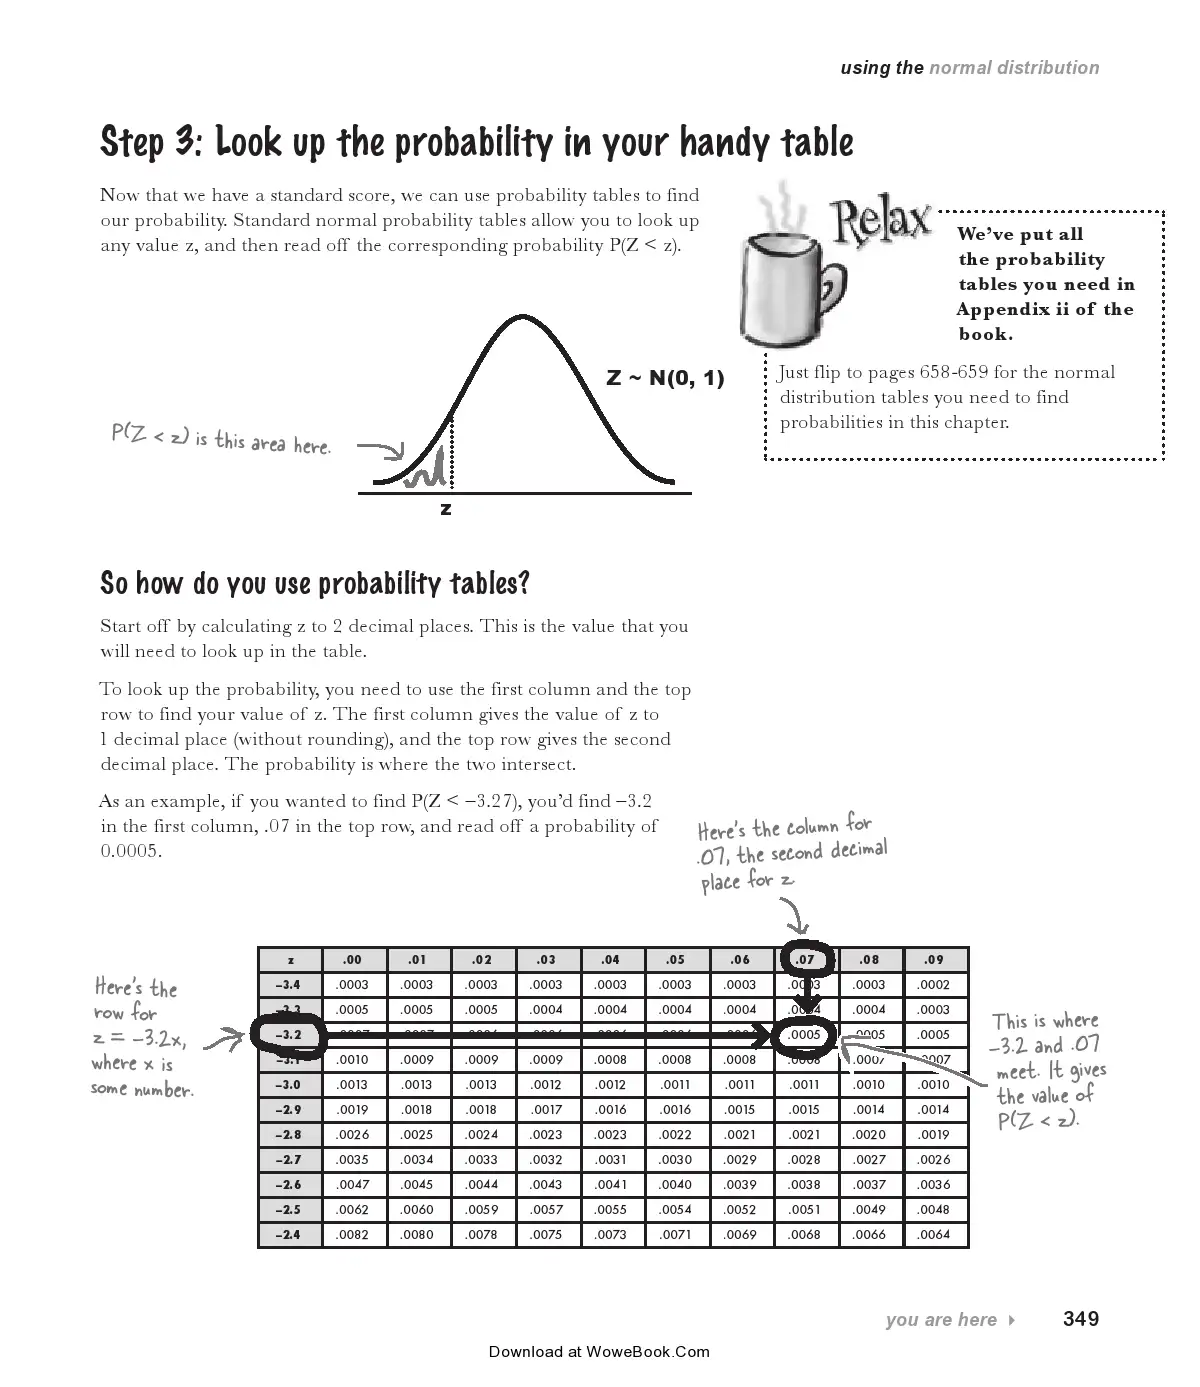 using the normal distribution
Step 3: Look up the probability in your handy table
Now that we have a standard score, we can use probability tables to find
our probability. Standard normal probability tables allow you to look up
any value z, and then read off the corresponding probability P(Z < z).
Relax
We've put all
the probability
tables you need in
Appendix ii of the
book.
Just flip to pages 658-659 for the normal
distribution tables you need to find
probabilities in this chapter.
Z ~ N(0, 1)
P(Z < z) is this area here.
z
So how do you use probability tables?
Start off by calculating z to 2 decimal places. This is the value that you
will need to look up in the table.
To look up the probability, you need to use the first column and the top
row to find your value of z. The first column gives the value of z to
1 decimal place (without rounding), and the top row gives the second
decimal place. The probability is where the two intersect.
As an example, if you wanted to find P(Z < –3.27), you'd find –3.2
in the first column, .07 in the top row, and read off a probability of
0.0005.
Here's the column for
.07, the second decimal
place for z.
Here's the
row for
z = –3.2x,
where x is
some number.
z .00 .01 .02 .03 .04 .05 .06 .07 .08 .09
–3.4 .0003 .0003 .0003 .0003 .0003 .0003 .0003 .0003 .0003 .0002
–3.3 .0005 .0005 .0005 .0004 .0004 .0004 .0004 .0004 .0004 .0003
–3.2 .0005 .0005 .0005
–3.1 .0010 .0009 .0009 .0009 .0008 .0008 .0008 .0008 .0007 .0007
–3.0 .0013 .0013 .0013 .0012 .0012 .0011 .0011 .0011 .0010 .0010
–2.9 .0019 .0018 .0018 .0017 .0016 .0016 .0015 .0015 .0014 .0014
–2.8 .0026 .0025 .0024 .0023 .0023 .0022 .0021 .0021 .0020 .0019
–2.7 .0035 .0034 .0033 .0032 .0031 .0030 .0029 .0028 .0027 .0026
–2.6 .0047 .0045 .0044 .0043 .0041 .0040 .0039 .0038 .0037 .0036
–2.5 .0062 .0060 .0059 .0057 .0055 .0054 .0052 .0051 .0049 .0048
–2.4 .0082 .0080 .0078 .0075 .0073 .0071 .0069 .0068 .0066 .0064
This is where
–3.2 and .07
meet. It gives
the value of
P(Z < z).
you are here ▸ 349
Download at WoweBook.Com